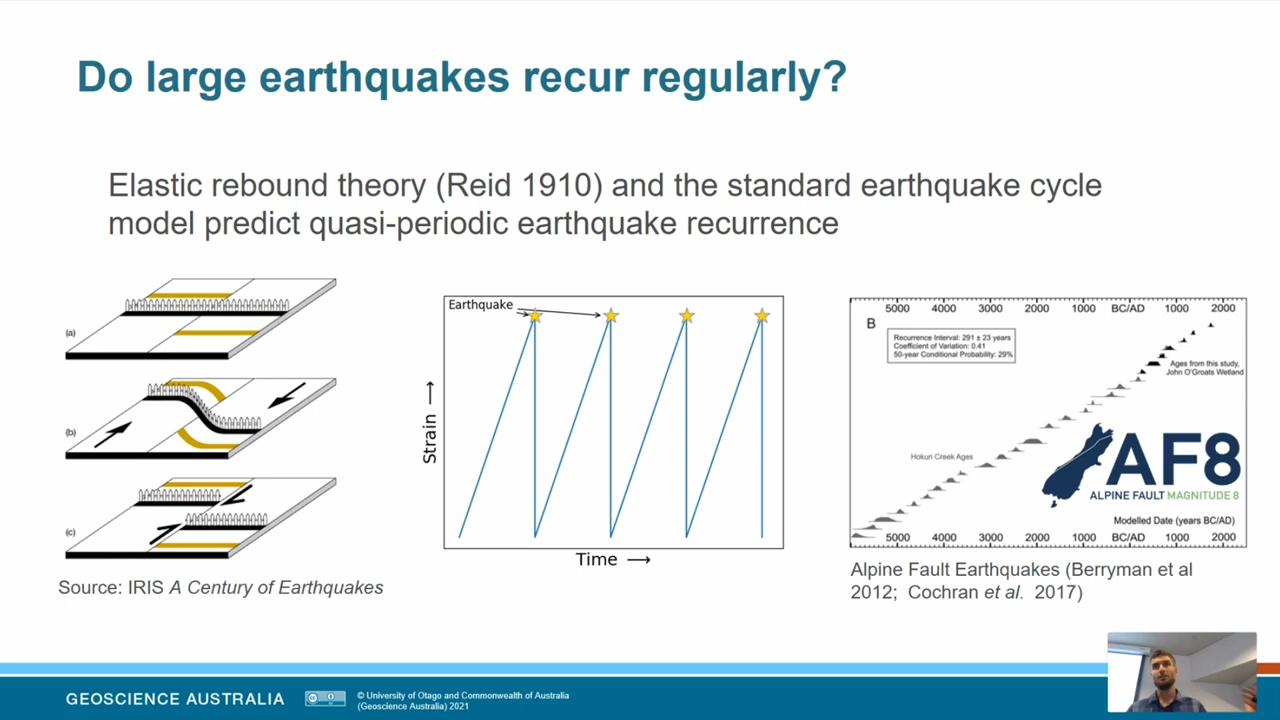 Do large earthquakes recur regularly?
Elastic rebound theory (Reid 1910) and the standard earthquake cycle
model predict quasi-periodic earthquake recurrence
(a)
(b)
(c)
Source: IRIS A Century of Earthquakes
Earthquake
Strain
Time
5000 4000 3000 2000 1000 BC/AD 1000 2000
B
Recurrence Interval: 291 ± 23 years
Coefficient of Variation: 0.41
50-year Conditional Probability: 29%
Ages from this study,
John O'Groats Wetland
Hokuri Creek Ages
AF8
ALPINE FAULT MAGNITUDE 8
Modelled Date (years BC/AD)
5000 4000 3000 2000 1000 BC/AD 1000 2000
Alpine Fault Earthquakes (Berryman et al
2012; Cochran et al. 2017)
GEOSCIENCE AUSTRALIA
© University of Otago and Commonwealth of Australia
(Geoscience Australia) 2021